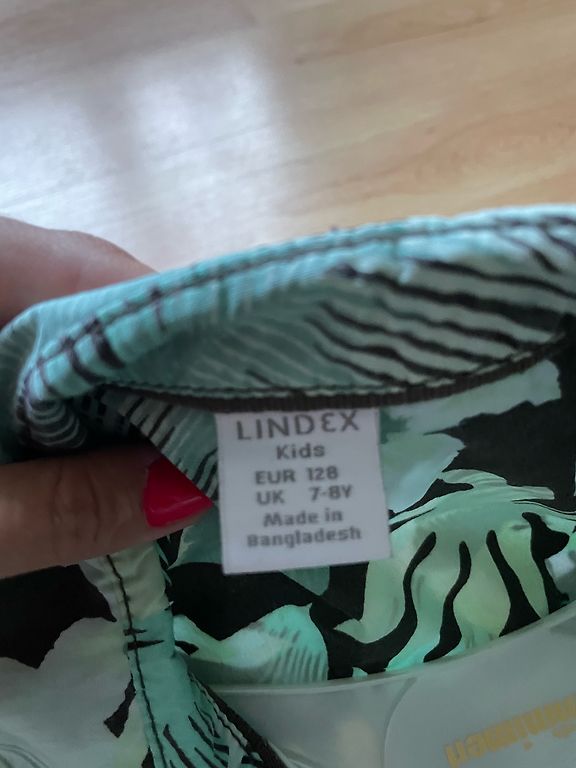 LINDEX
Kids
EUR 128
UK 7-8Y
Made in
Bangladesh